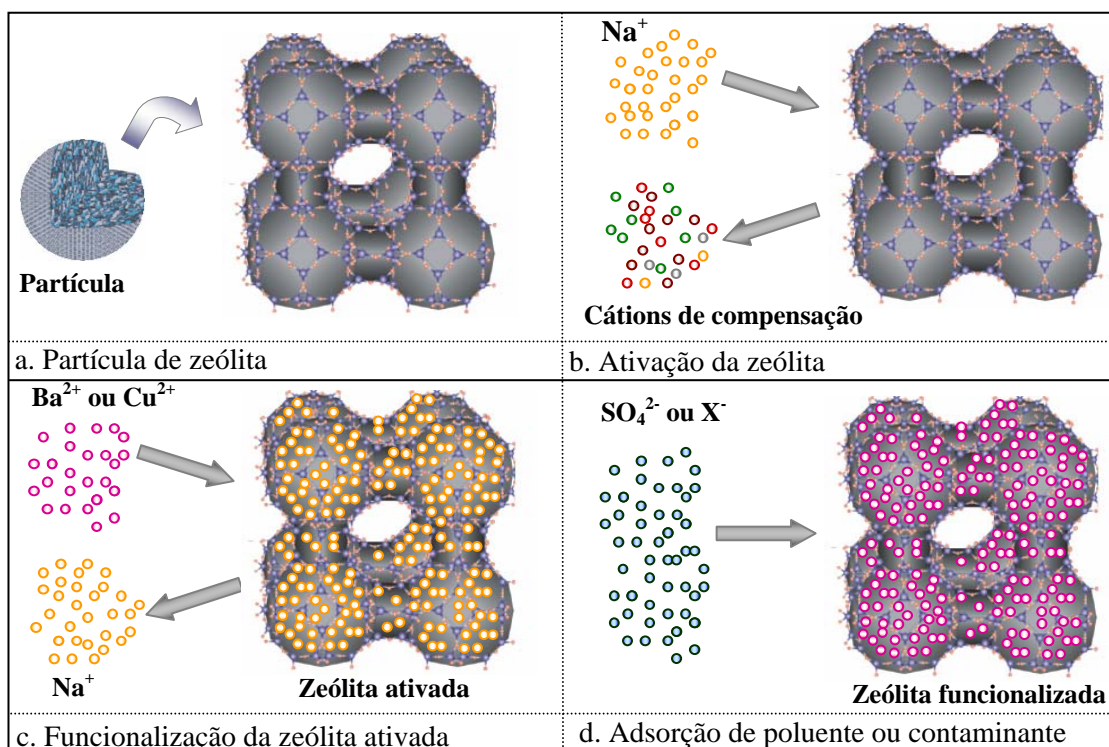 Partícula
a. Partícula de zeólita
Na⁺
Cátions de compensação
b. Ativação da zeólita
Ba²⁺ ou Cu²⁺
Na⁺
Zeólita ativada
c. Funcionalização da zeólita ativada
SO₄²⁻ ou X⁻
Zeólita funcionalizada
d. Adsorção de poluente ou contaminante